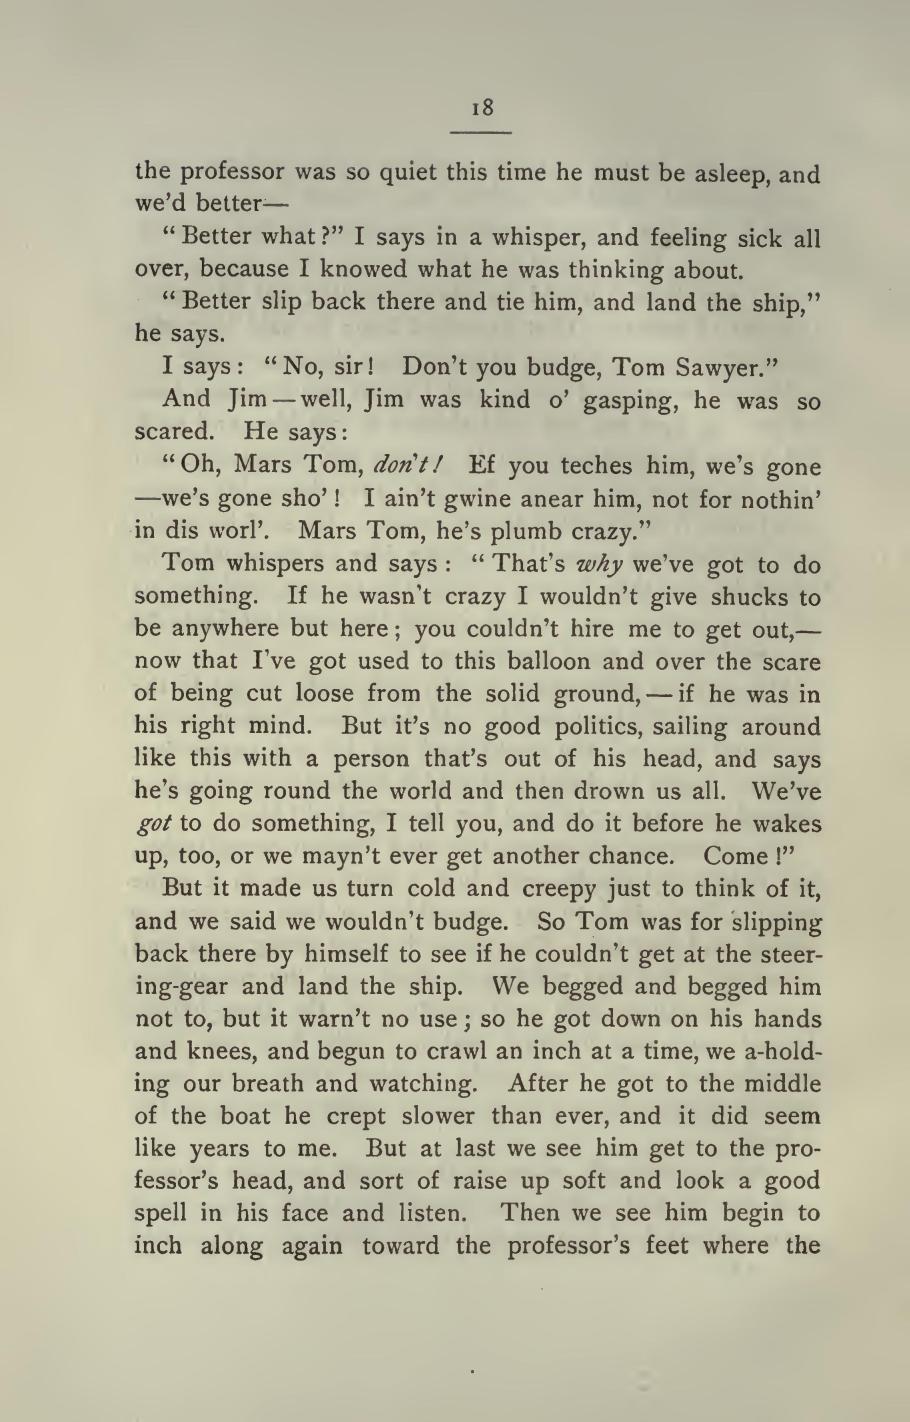 18
the professor was so quiet this time he must be asleep, and
we'd better—
"Better what?" I says in a whisper, and feeling sick all
over, because I knowed what he was thinking about.
"Better slip back there and tie him, and land the ship,"
he says.
I says: "No, sir! Don't you budge, Tom Sawyer."
And Jim—well, Jim was kind o' gasping, he was so
scared. He says:
"Oh, Mars Tom, don't! Ef you teches him, we's gone
—we's gone sho'! I ain't gwine anear him, not for nothin'
in dis worl'. Mars Tom, he's plumb crazy."
Tom whispers and says: "That's why we've got to do
something. If he wasn't crazy I wouldn't give shucks to
be anywhere but here; you couldn't hire me to get out,—
now that I've got used to this balloon and over the scare
of being cut loose from the solid ground,—if he was in
his right mind. But it's no good politics, sailing around
like this with a person that's out of his head, and says
he's going round the world and then drown us all. We've
got to do something, I tell you, and do it before he wakes
up, too, or we mayn't ever get another chance. Come!"
But it made us turn cold and creepy just to think of it,
and we said we wouldn't budge. So Tom was for slipping
back there by himself to see if he couldn't get at the steer-
ing-gear and land the ship. We begged and begged him
not to, but it warn't no use; so he got down on his hands
and knees, and begun to crawl an inch at a time, we a-hold-
ing our breath and watching. After he got to the middle
of the boat he crept slower than ever, and it did seem
like years to me. But at last we see him get to the pro-
fessor's head, and sort of raise up soft and look a good
spell in his face and listen. Then we see him begin to
inch along again toward the professor's feet where the